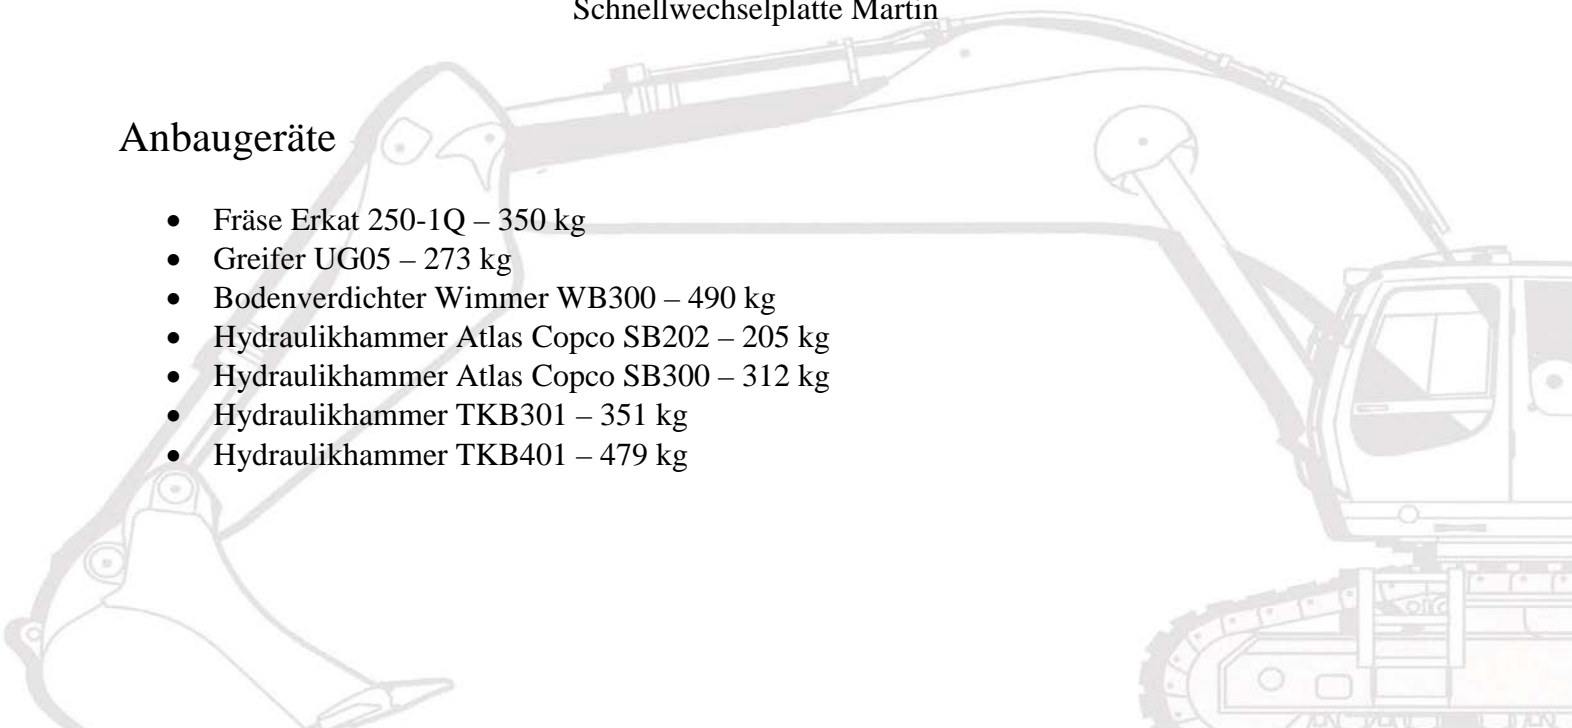 Schnellwechselplatte Martin
Anbaugeräte
• Fräse Erkat 250-1Q – 350 kg
• Greifer UG05 – 273 kg
• Bodenverdichter Wimmer WB300 – 490 kg
• Hydraulikhammer Atlas Copco SB202 – 205 kg
• Hydraulikhammer Atlas Copco SB300 – 312 kg
• Hydraulikhammer TKB301 – 351 kg
• Hydraulikhammer TKB401 – 479 kg